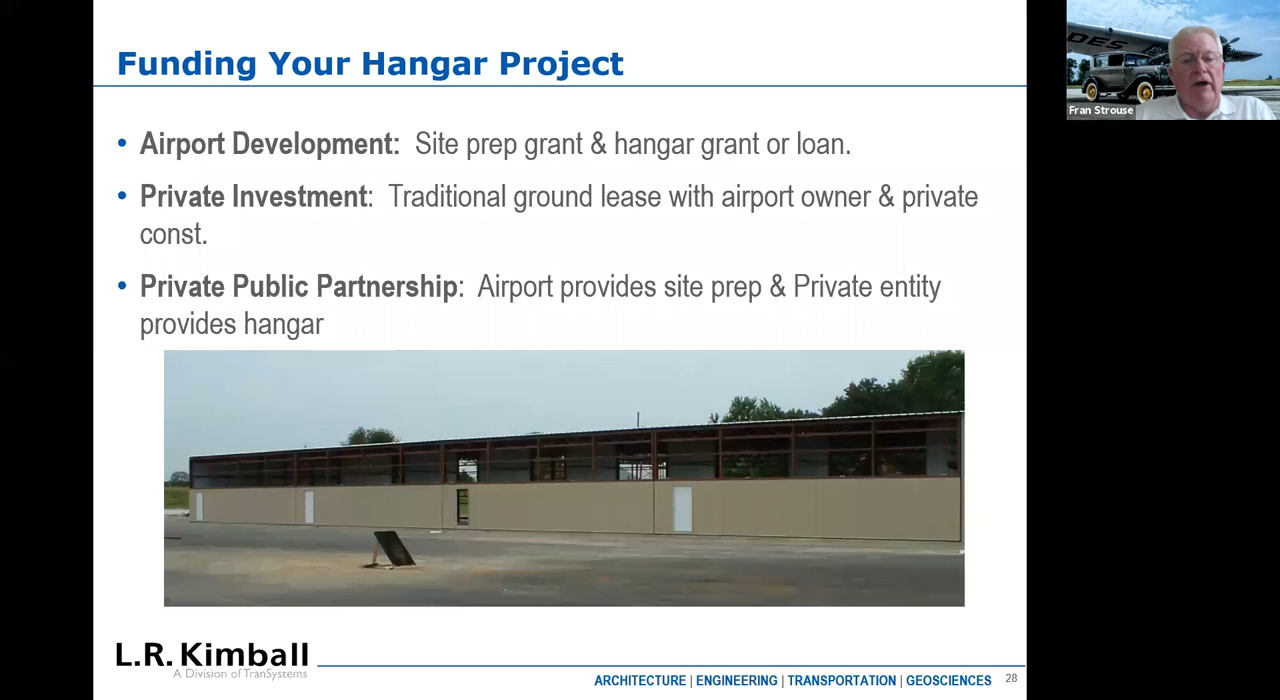 Funding Your Hangar Project
• Airport Development: Site prep grant & hangar grant or loan.
• Private Investment: Traditional ground lease with airport owner & private
const.
• Private Public Partnership: Airport provides site prep & Private entity
provides hangar
L.R. Kimball
A Division of TranSystems
ARCHITECTURE | ENGINEERING | TRANSPORTATION | GEOSCIENCES
28
DES
Fran Strouse